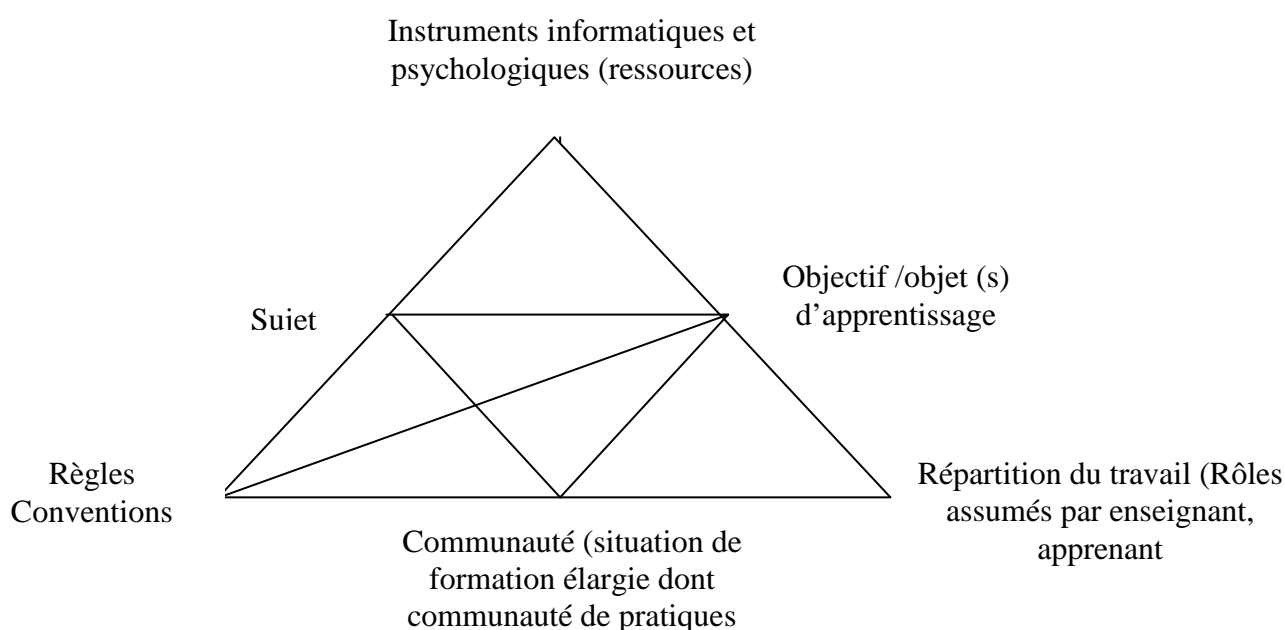 Instruments informatiques et
psychologiques (ressources)
Objectif /objet (s)
d’apprentissage
Sujet
Règles
Conventions
Répartition du travail (Rôles
assumés par enseignant,
apprenant
Communauté (situation de
formation élargie dont
communauté de pratiques